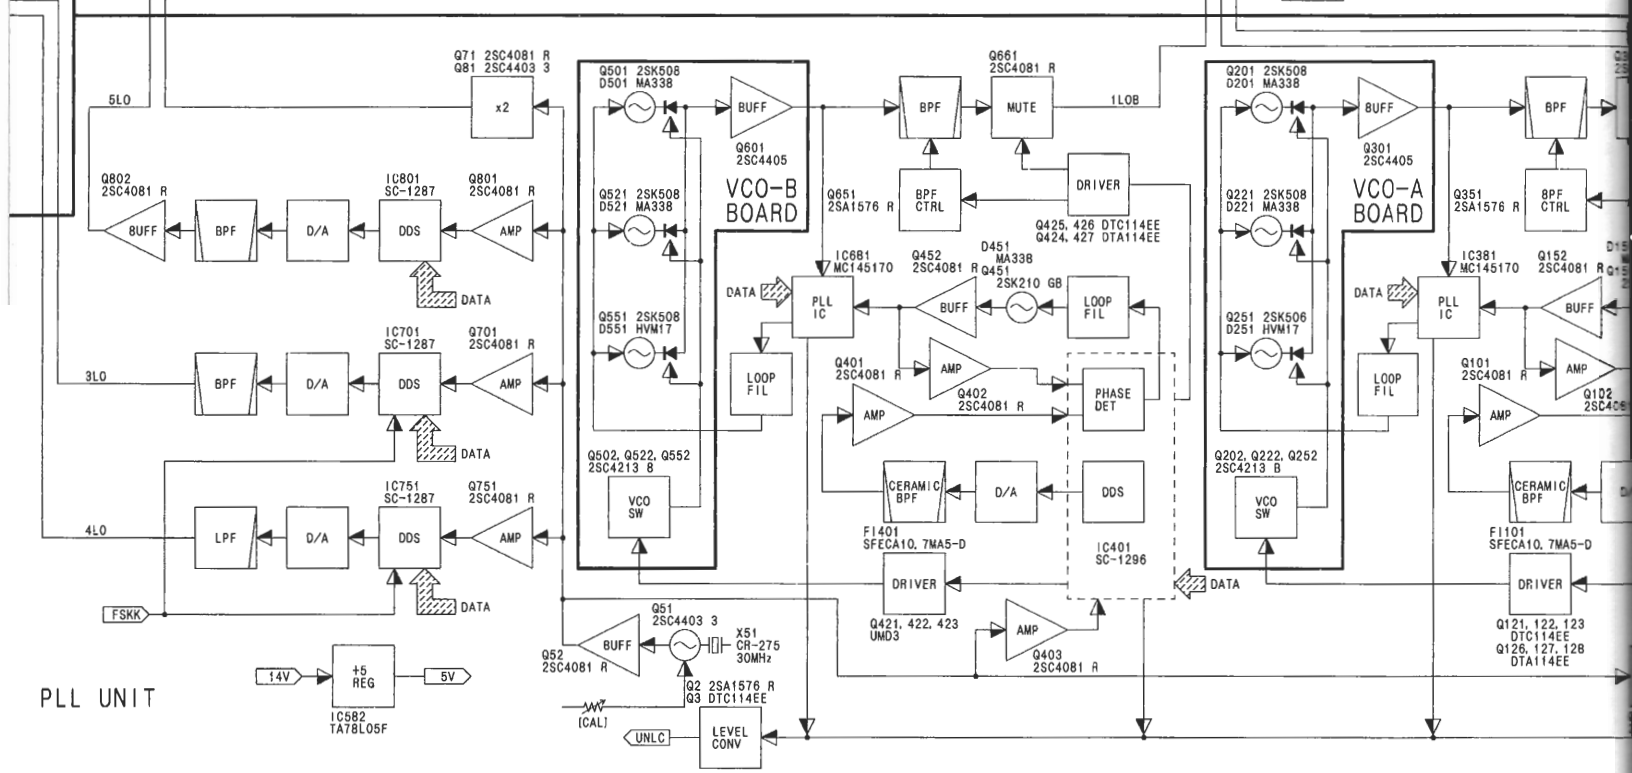 Q71 2SC4081 R
Q81 2SC4403 3
x2
5LO
Q802
2SC4081 R
BUFF
BPF
D/A
IC801
SC-1287
DDS
Q801
2SC4081 R
AMP
DATA
3LO
BPF
D/A
IC701
SC-1287
DDS
Q701
2SC4081 R
AMP
DATA
4LO
LPF
D/A
IC751
SC-1287
DDS
Q751
2SC4081 R
AMP
DATA
FSKK
14V
+5
REG
5V
IC582
TA78L05F
PLL UNIT
Q501 2SK508
D501 MA338
BUFF
Q601
2SC4405
VCO-B
BOARD
Q521 2SK508
D521 MA338
Q551 2SK508
D551 HVM17
LOOP
FIL
Q502, Q522, Q552
2SC4213 B
VCO
SW
Q52
2SC4081 R
BUFF
Q51
2SC4403 3
X51
CR-275
30MHz
[CAL]
Q2 2SA1576 R
Q3 DTC114EE
UNLC
LEVEL
CONV
BPF
Q661
2SC4081 R
MUTE
1LOB
Q651
2SA1576 R
BPF
CTRL
DRIVER
Q425, 426 DTC114EE
Q424, 427 DTA114EE
IC681
MC145170
DATA
PLL
IC
Q452
2SC4081 R
BUFF
D451
MA338
Q451
2SK210 GB
LOOP
FIL
Q401
2SC4081 R
AMP
AMP
Q402
2SC4081 R
PHASE
DET
CERAMIC
BPF
D/A
DDS
FI401
SFECA10.7MA5-D
IC401
SC-1296
DATA
DRIVER
Q421, 422, 423
UMD3
AMP
Q403
2SC4081 R
Q201 2SK508
D201 MA338
BUFF
Q301
2SC4405
VCO-A
BOARD
Q221 2SK508
D221 MA338
Q251 2SK506
D251 HVM17
LOOP
FIL
Q202, Q222, Q252
2SC4213 B
VCO
SW
BPF
Q351
2SA1576 R
BPF
CTRL
IC381
MC145170
DATA
PLL
IC
Q152
2SC4081 R
BUFF
Q101
2SC4081 R
AMP
AMP
Q102
CERAMIC
BPF
FI101
SFECA10.7MA5-D
DRIVER
Q121, 122, 123
DTC114EE
Q126, 127, 128
DTA114EE